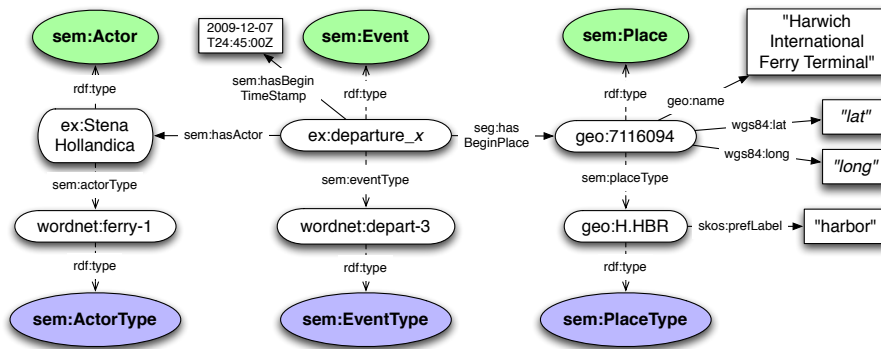 sem:Actor
2009-12-07
T24:45:00Z
sem:Event
sem:Place
"Harwich
International
Ferry Terminal"
rdf:type
sem:hasBegin
TimeStamp
rdf:type
rdf:type
geo:name
ex:Stena
Hollandica
sem:hasActor
ex:departure_x
seg:has
BeginPlace
geo:7116094
wgs84:lat
"lat"
wgs84:long
"long"
sem:actorType
sem:eventType
sem:placeType
wordnet:ferry-1
wordnet:depart-3
geo:H.HBR
skos:prefLabel
"harbor"
rdf:type
rdf:type
rdf:type
sem:ActorType
sem:EventType
sem:PlaceType